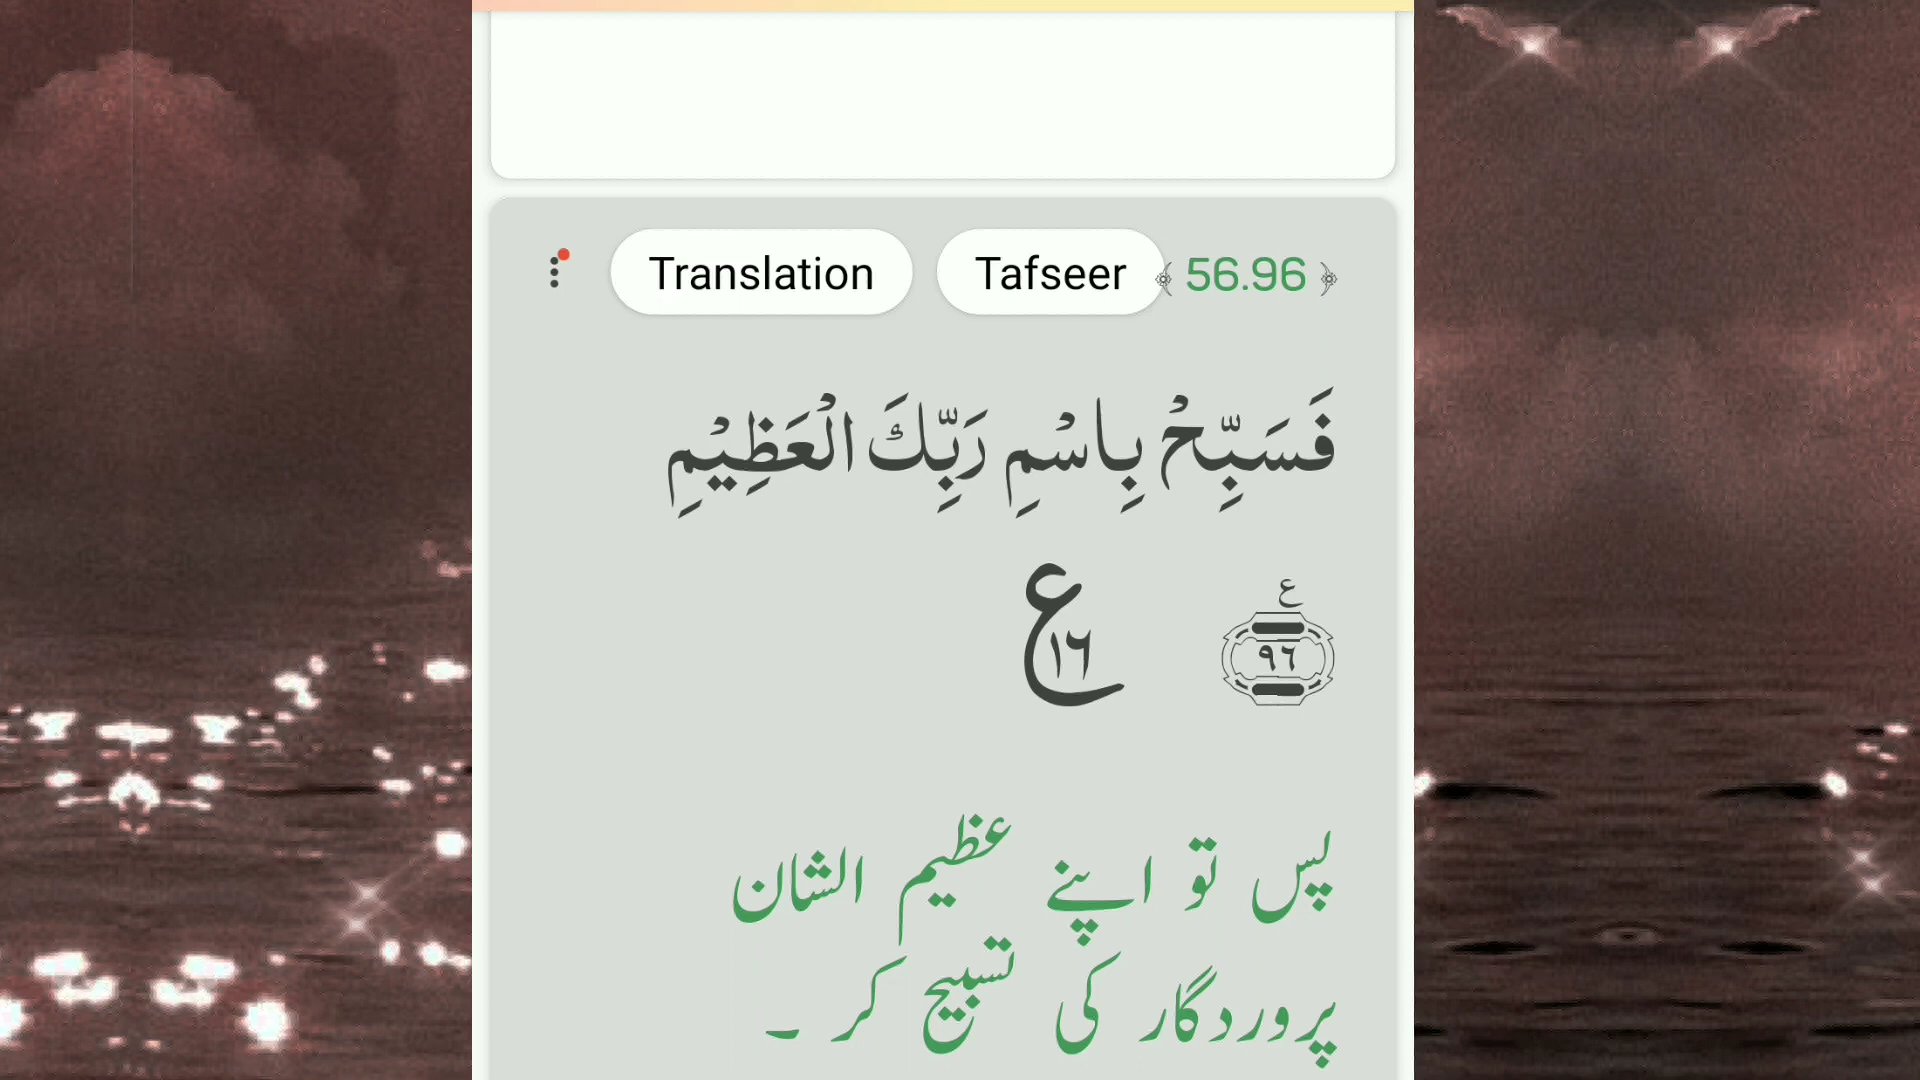 Translation Tafseer 56.96
فَسَبِّحْ بِاسْمِ رَبِّكَ الْعَظِيْمِ
ع
٩٦ ع ١٦
پس تو اپنے عظیم الشان
پروردگار کی تسبیح کر ۔